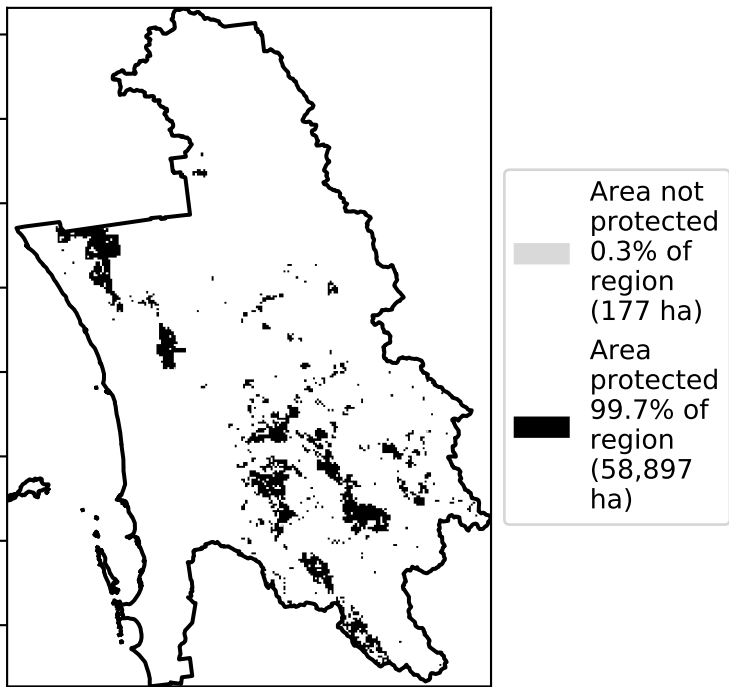 Area not
protected
0.3% of
region
(177 ha)
Area
protected
99.7% of
region
(58,897
ha)